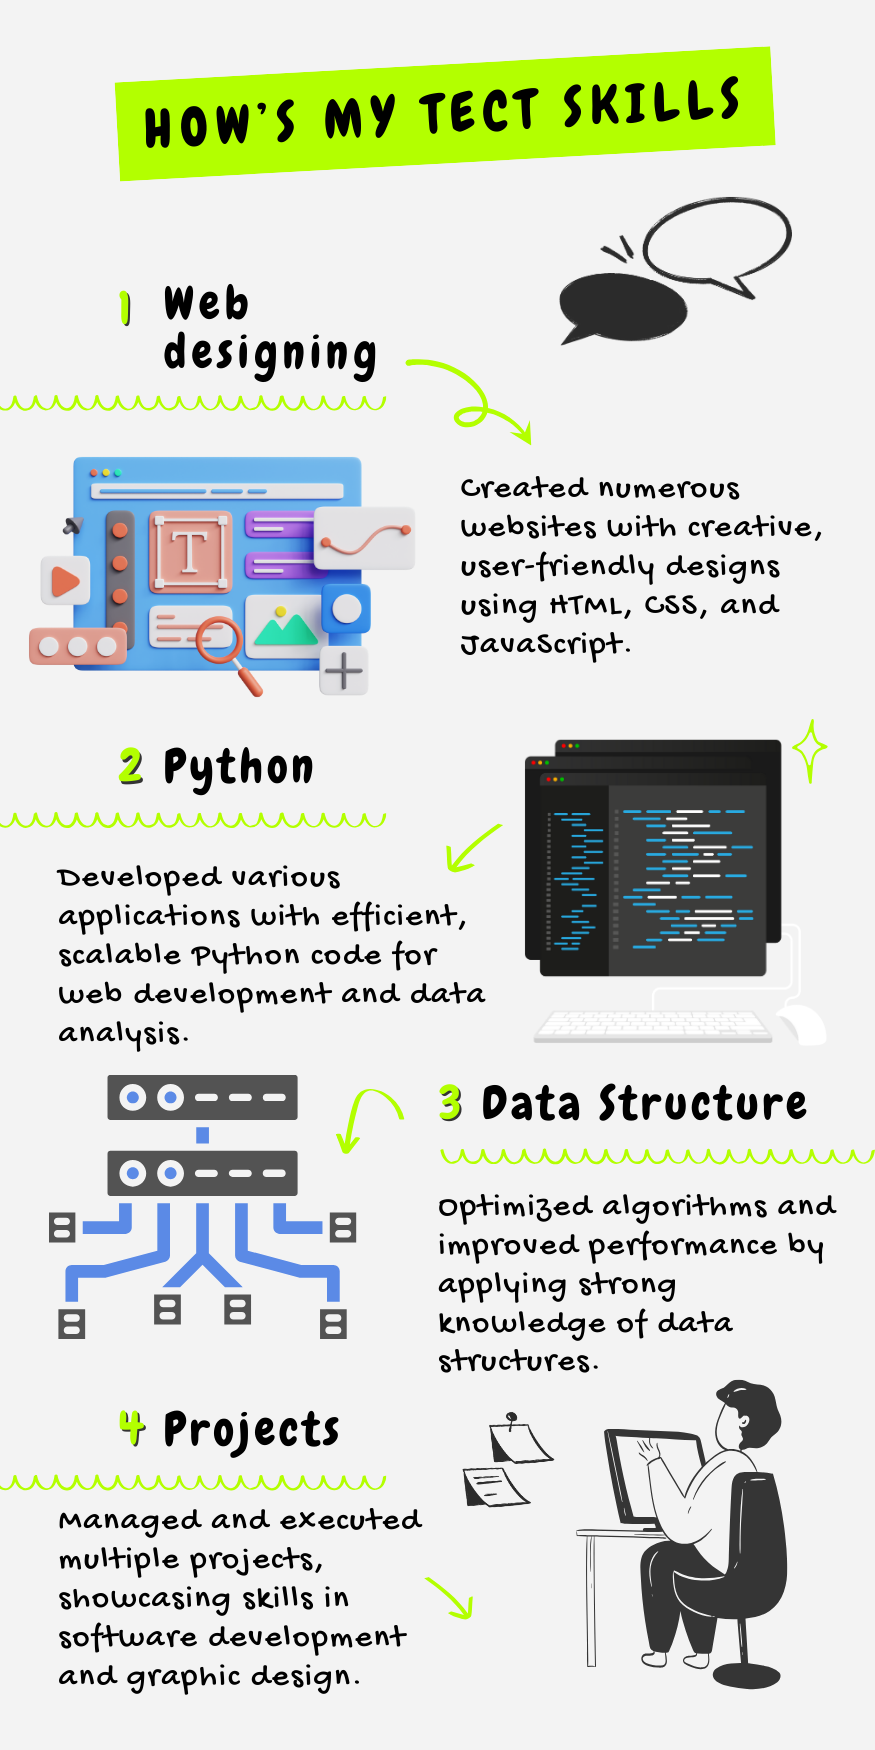 HOW'S MY TECT SKILLS
1 Web
designing
Created numerous
websites with creative,
user-friendly designs
using HTML, CSS, and
JavaScript.
T
2 Python
Developed various
applications with efficient,
scalable Python code for
web development and data
analysis.
3 Data Structure
Optimized algorithms and
improved performance by
applying strong
knowledge of data
structures.
4 Projects
Managed and executed
multiple projects,
showcasing skills in
software development
and graphic design.